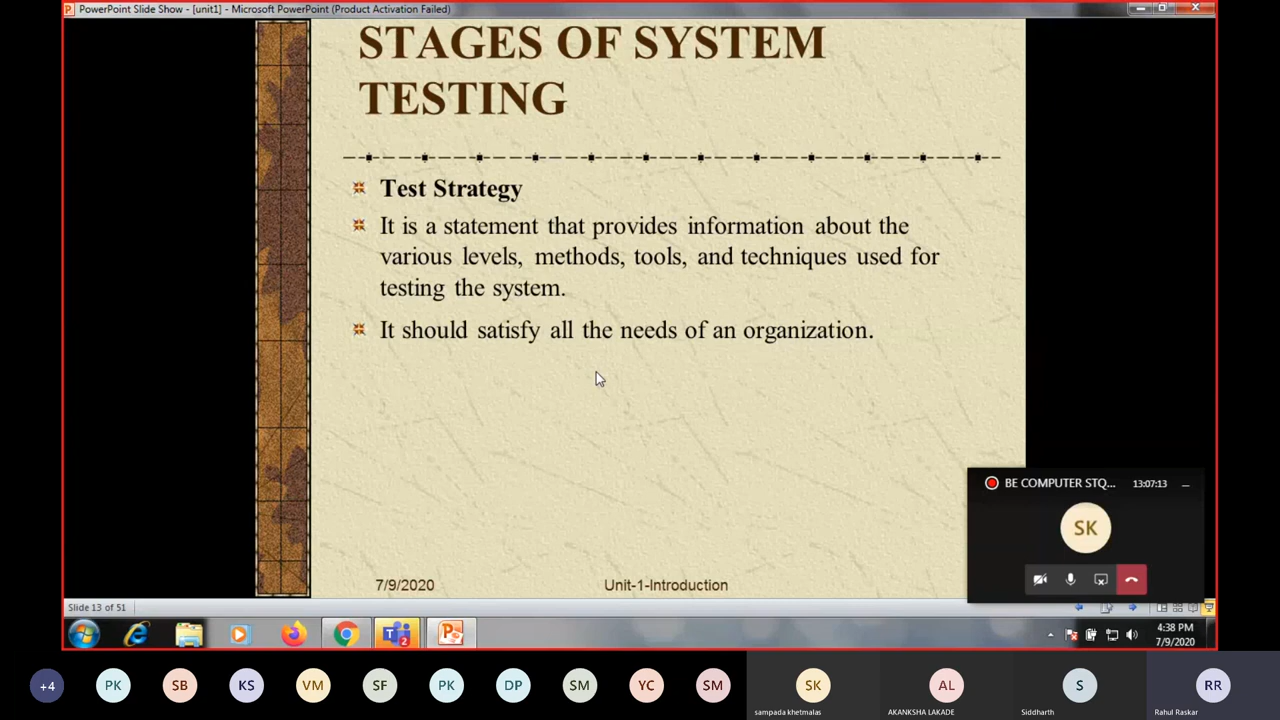 PowerPoint Slide Show - [unit1] - Microsoft PowerPoint (Product Activation Failed)
STAGES OF SYSTEM
TESTING
Test Strategy
It is a statement that provides information about the
various levels, methods, tools, and techniques used for
testing the system.
It should satisfy all the needs of an organization.
BE COMPUTER STQ... 13:07:13
SK
7/9/2020 Unit-1-Introduction
Slide 13 of 51
4:38 PM
7/9/2020
2
+4 PK SB KS VM SF PK DP SM YC SM SK AL S RR
sampada khetmalas AKANKSHA LAKADE Siddharth Rahul Raskar